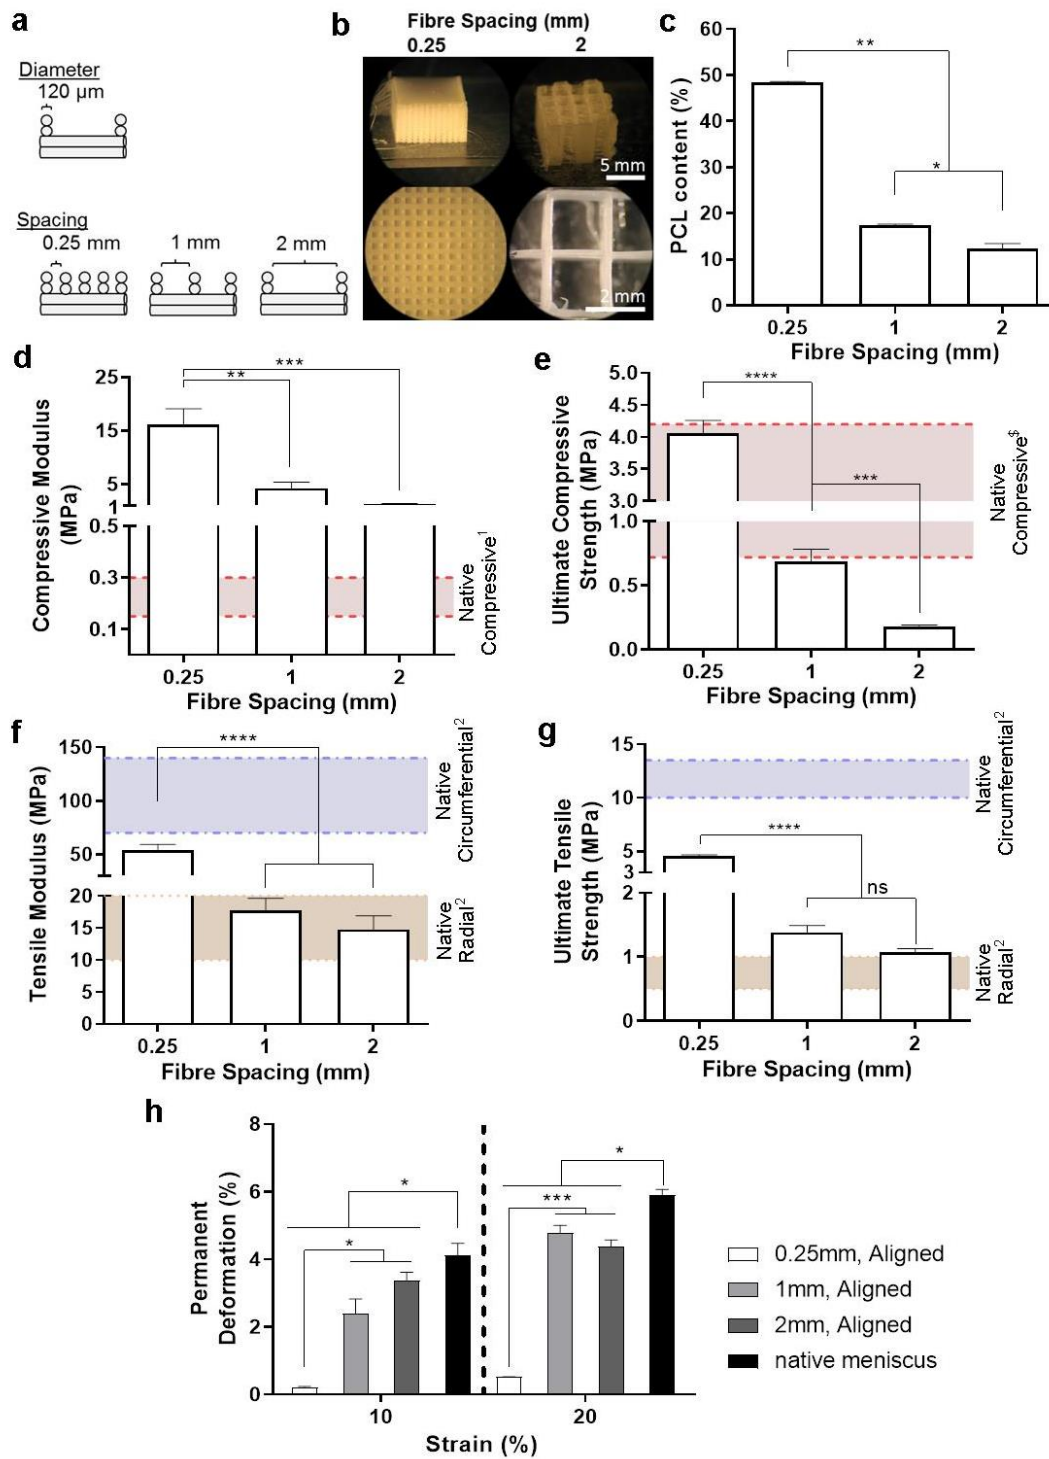 a
Diameter
120 µm
Spacing
0.25 mm
1 mm
2 mm
b
Fibre Spacing (mm)
0.25
2
5 mm
2 mm
c
PCL content (%)
60
50
40
30
20
10
0
**
*
0.25
1
2
Fibre Spacing (mm)
d
Compressive Modulus
(MPa)
25
15
5
1
0.5
0.3
0.1
***
**
Native
Compressive¹
0.25
1
2
Fibre Spacing (mm)
e
Ultimate Compressive
Strength (MPa)
5.0
4.5
4.0
3.5
3.0
1.0
0.5
0.0
****
***
Native
Compressive$
0.25
1
2
Fibre Spacing (mm)
f
Tensile Modulus (MPa)
150
100
50
20
15
10
5
0
****
Native
Circumferential²
Native
Radial²
0.25
1
2
Fibre Spacing (mm)
g
Ultimate Tensile
Strength (MPa)
15
10
5
3
2
1
0
****
ns
Native
Circumferential²
Native
Radial²
0.25
1
2
Fibre Spacing (mm)
h
Permanent
Deformation (%)
8
6
4
2
0
*
*
*
***
10
20
Strain (%)
0.25mm, Aligned
1mm, Aligned
2mm, Aligned
native meniscus